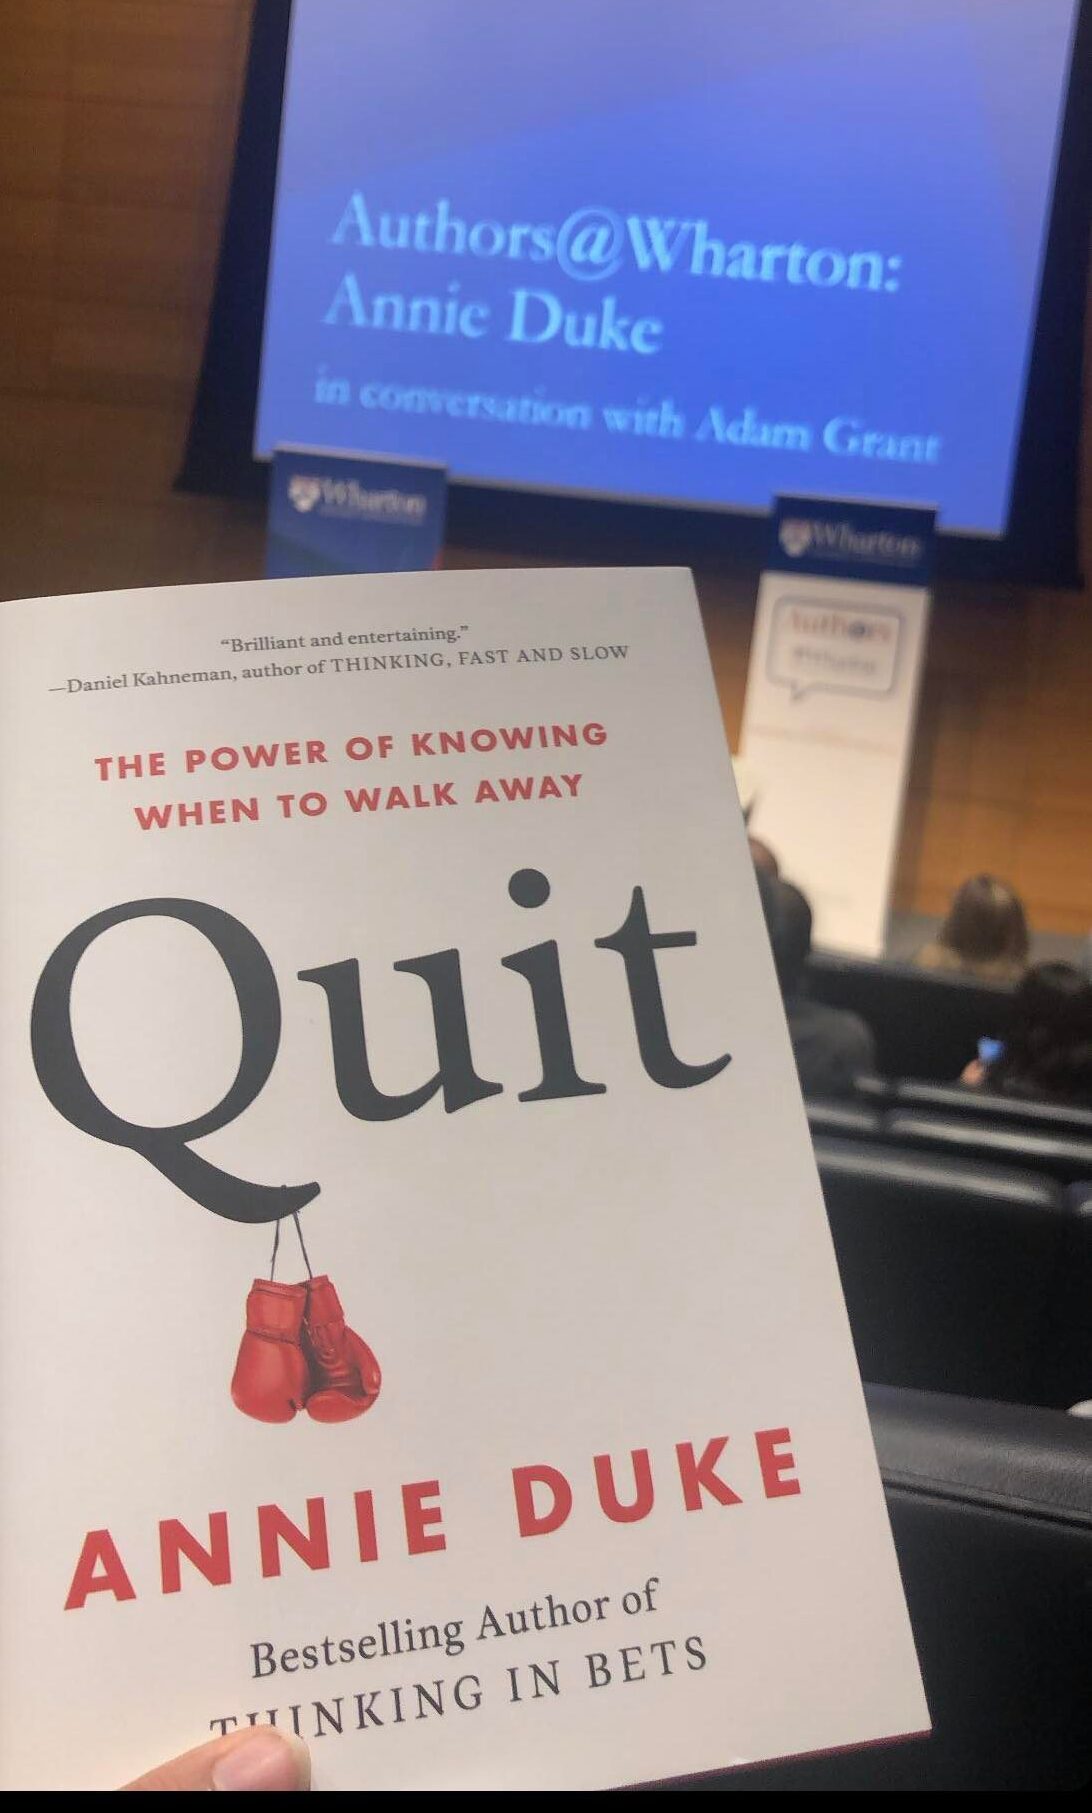 Authors@Wharton:
Annie Duke
in conversation with Adam Grant
Wharton
Wharton
Authors
“Brilliant and entertaining.”
—Daniel Kahneman, author of THINKING, FAST AND SLOW
THE POWER OF KNOWING
WHEN TO WALK AWAY
Quit
ANNIE DUKE
Bestselling Author of
THINKING IN BETS